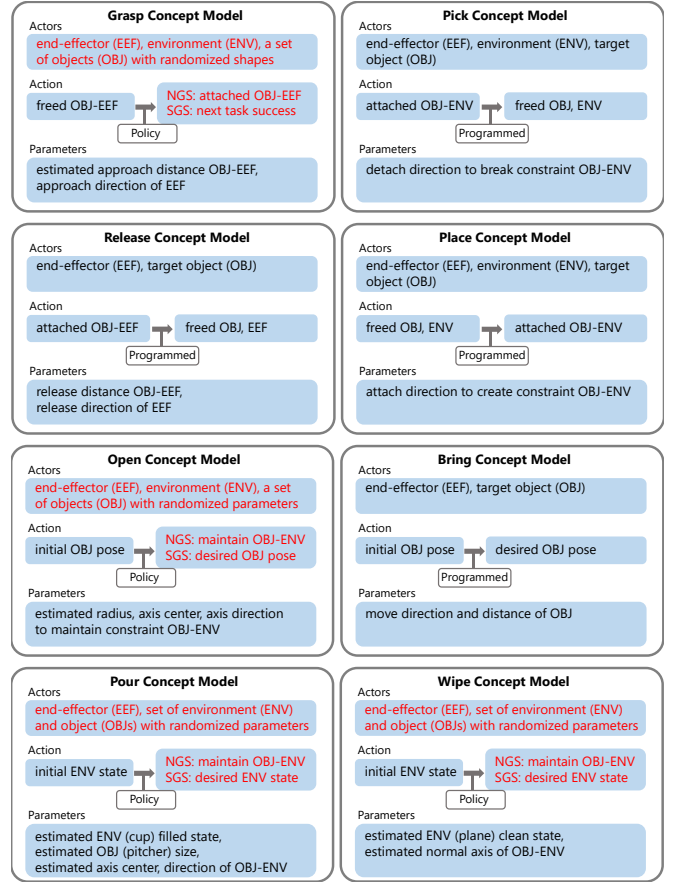 Grasp Concept Model
Actors
end-effector (EEF), environment (ENV), a set
of objects (OBJ) with randomized shapes
Action
freed OBJ-EEF
NGS: attached OBJ-EEF
SGS: next task success
Policy
Parameters
estimated approach distance OBJ-EEF,
approach direction of EEF
Pick Concept Model
Actors
end-effector (EEF), environment (ENV), target
object (OBJ)
Action
attached OBJ-ENV
freed OBJ, ENV
Programmed
Parameters
detach direction to break constraint OBJ-ENV
Release Concept Model
Actors
end-effector (EEF), target object (OBJ)
Action
attached OBJ-EEF
freed OBJ, EEF
Programmed
Parameters
release distance OBJ-EEF,
release direction of EEF
Place Concept Model
Actors
end-effector (EEF), environment (ENV), target
object (OBJ)
Action
freed OBJ, ENV
attached OBJ-ENV
Programmed
Parameters
attach direction to create constraint OBJ-ENV
Open Concept Model
Actors
end-effector (EEF), environment (ENV), a set
of objects (OBJ) with randomized parameters
Action
initial OBJ pose
NGS: maintain OBJ-ENV
SGS: desired OBJ pose
Policy
Parameters
estimated radius, axis center, axis direction
to maintain constraint OBJ-ENV
Bring Concept Model
Actors
end-effector (EEF), target object (OBJ)
Action
initial OBJ pose
desired OBJ pose
Programmed
Parameters
move direction and distance of OBJ
Pour Concept Model
Actors
end-effector (EEF), set of environment (ENV)
and object (OBJs) with randomized parameters
Action
initial ENV state
NGS: maintain OBJ-ENV
SGS: desired ENV state
Policy
Parameters
estimated ENV (cup) filled state,
estimated OBJ (pitcher) size,
estimated axis center, direction of OBJ-ENV
Wipe Concept Model
Actors
end-effector (EEF), set of environment (ENV)
and object (OBJs) with randomized parameters
Action
initial ENV state
NGS: maintain OBJ-ENV
SGS: desired ENV state
Policy
Parameters
estimated ENV (plane) clean state,
estimated normal axis of OBJ-ENV